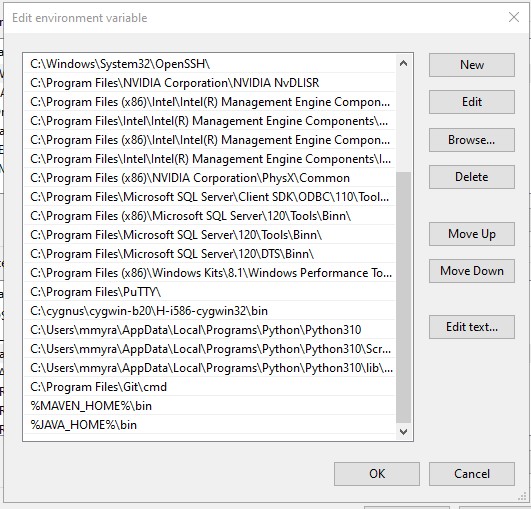 Edit environment variable
C:\Windows\System32\OpenSSH\
C:\Program Files\NVIDIA Corporation\NVIDIA NvDLISR
C:\Program Files (x86)\Intel\Intel(R) Management Engine Compon...
C:\Program Files\Intel\Intel(R) Management Engine Components\...
C:\Program Files (x86)\Intel\Intel(R) Management Engine Compon...
C:\Program Files\Intel\Intel(R) Management Engine Components\I...
C:\Program Files (x86)\NVIDIA Corporation\PhysX\Common
C:\Program Files\Microsoft SQL Server\Client SDK\ODBC\110\Tool...
C:\Program Files (x86)\Microsoft SQL Server\120\Tools\Binn\
C:\Program Files\Microsoft SQL Server\120\Tools\Binn\
C:\Program Files\Microsoft SQL Server\120\DTS\Binn\
C:\Program Files (x86)\Windows Kits\8.1\Windows Performance To...
C:\Program Files\PuTTY\
C:\cygnus\cygwin-b20\H-i586-cygwin32\bin
C:\Users\mmyra\AppData\Local\Programs\Python\Python310
C:\Users\mmyra\AppData\Local\Programs\Python\Python310\Scr...
C:\Users\mmyra\AppData\Local\Programs\Python\Python310\lib\...
C:\Program Files\Git\cmd
%MAVEN_HOME%\bin
%JAVA_HOME%\bin
New
Edit
Browse...
Delete
Move Up
Move Down
Edit text...
OK
Cancel